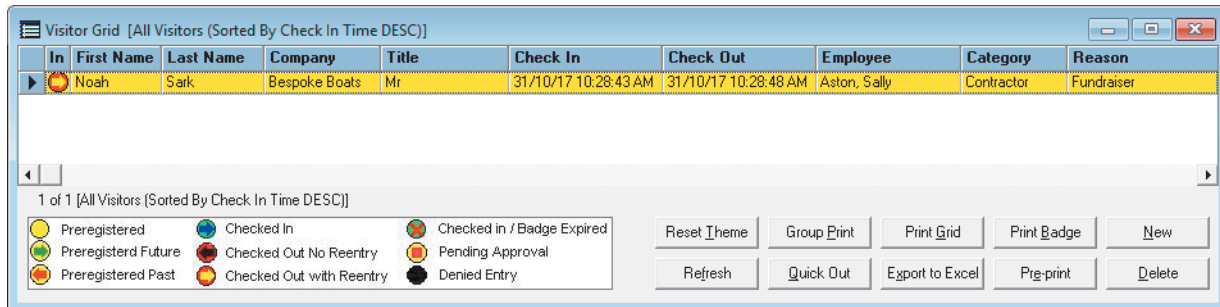 Visitor Grid [All Visitors (Sorted By Check In Time DESC)]
In First Name Last Name Company Title Check In Check Out Employee Category Reason
Noah Sark Bespoke Boats Mr 31/10/17 10:28:43 AM 31/10/17 10:28:48 AM Aston, Sally Contractor Fundraiser
1 of 1 [All Visitors (Sorted By Check In Time DESC)]
Preregistered Checked In Checked in / Badge Expired
Preregisterd Future Checked Out No Reentry Pending Approval
Preregistered Past Checked Out with Reentry Denied Entry
Reset Theme Group Print Print Grid Print Badge New
Refresh Quick Out Export to Excel Pre-print Delete